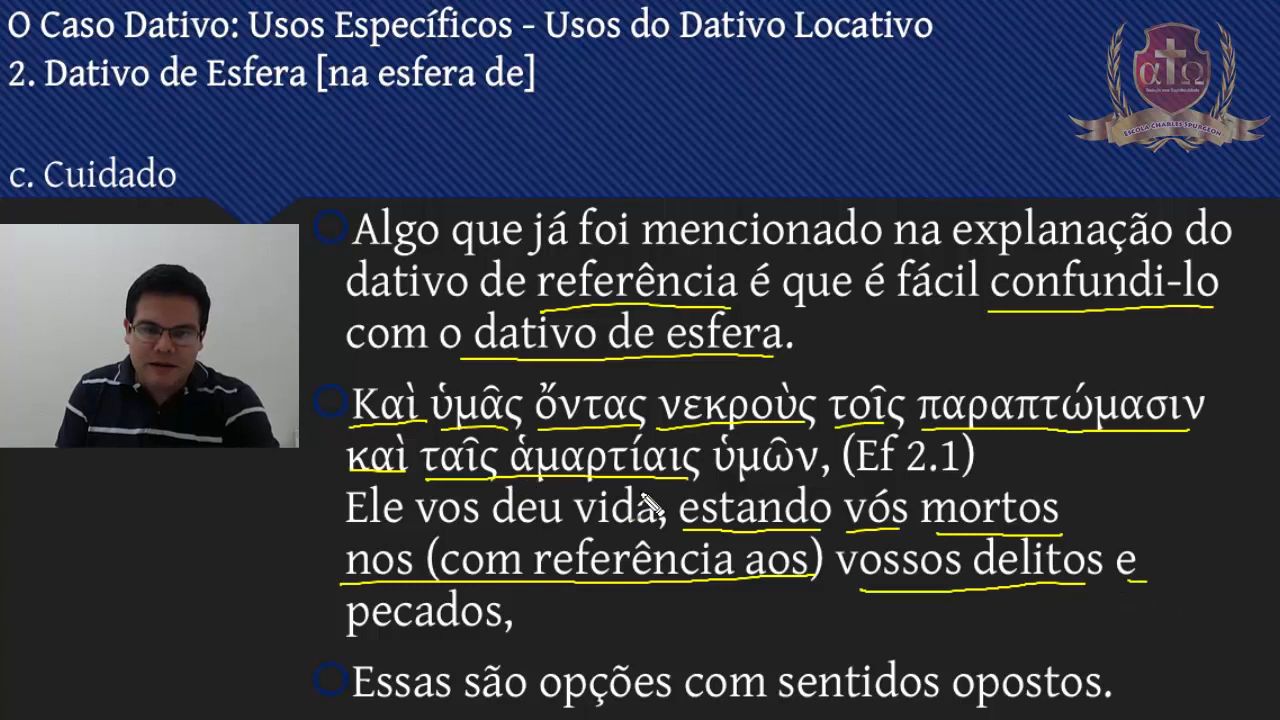 O Caso Dativo: Usos Específicos - Usos do Dativo Locativo
2. Dativo de Esfera [na esfera de]
α Ω
ESCOLA CHARLES SPURGEON
c. Cuidado
Algo que já foi mencionado na explanação do
dativo de referência é que é fácil confundi-lo
com o dativo de esfera.
Καὶ ὑμᾶς ὄντας νεκροὺς τοῖς παραπτώμασιν
καὶ ταῖς ἁμαρτίαις ὑμῶν, (Ef 2.1)
Ele vos deu vida, estando vós mortos
nos (com referência aos) vossos delitos e
pecados,
Essas são opções com sentidos opostos.